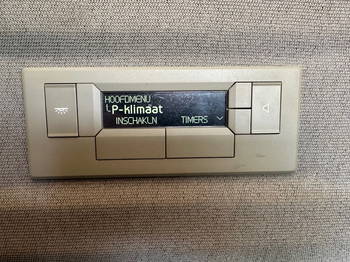 HOOFDMENU
P-klimaat
INSCHAKLN TIMERS